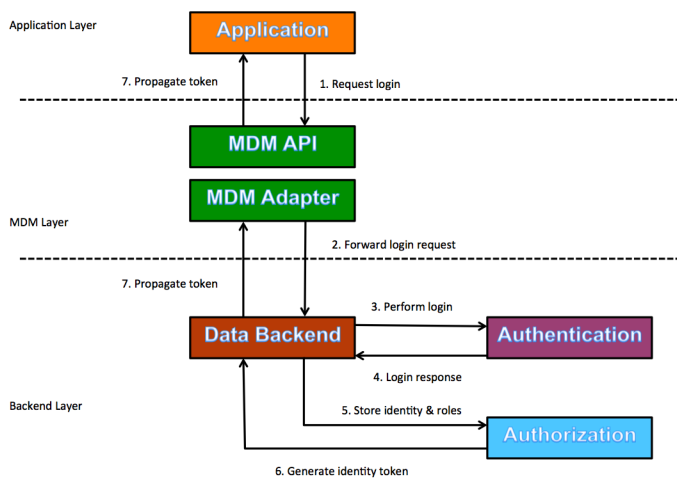 Application Layer
Application
7. Propagate token
1. Request login
MDM API
MDM Adapter
MDM Layer
2. Forward login request
7. Propagate token
3. Perform login
Data Backend
Authentication
4. Login response
Backend Layer
5. Store identity & roles
Authorization
6. Generate identity token